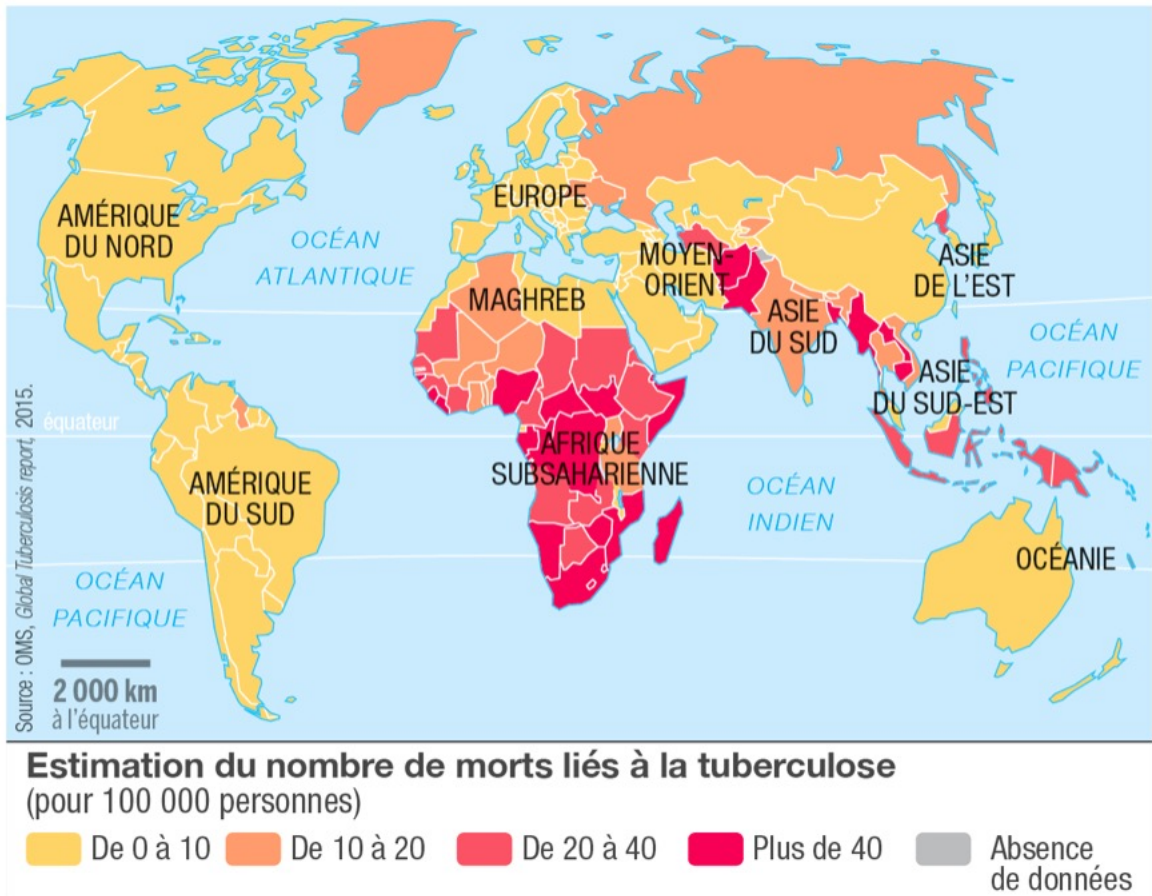 AMÉRIQUE
DU NORD
OCÉAN
ATLANTIQUE
EUROPE
MAGHREB
MOYEN-
ORIENT
ASIE
DU SUD
ASIE
DE L'EST
OCÉAN
PACIFIQUE
ASIE
DU SUD-EST
équateur
AFRIQUE
SUBSAHARIENNE
AMÉRIQUE
DU SUD
OCÉAN
INDIEN
OCÉANIE
OCÉAN
PACIFIQUE
2 000 km
à l'équateur
Source : OMS, Global Tuberculosis report, 2015.
Estimation du nombre de morts liés à la tuberculose
(pour 100 000 personnes)
De 0 à 10
De 10 à 20
De 20 à 40
Plus de 40
Absence
de données